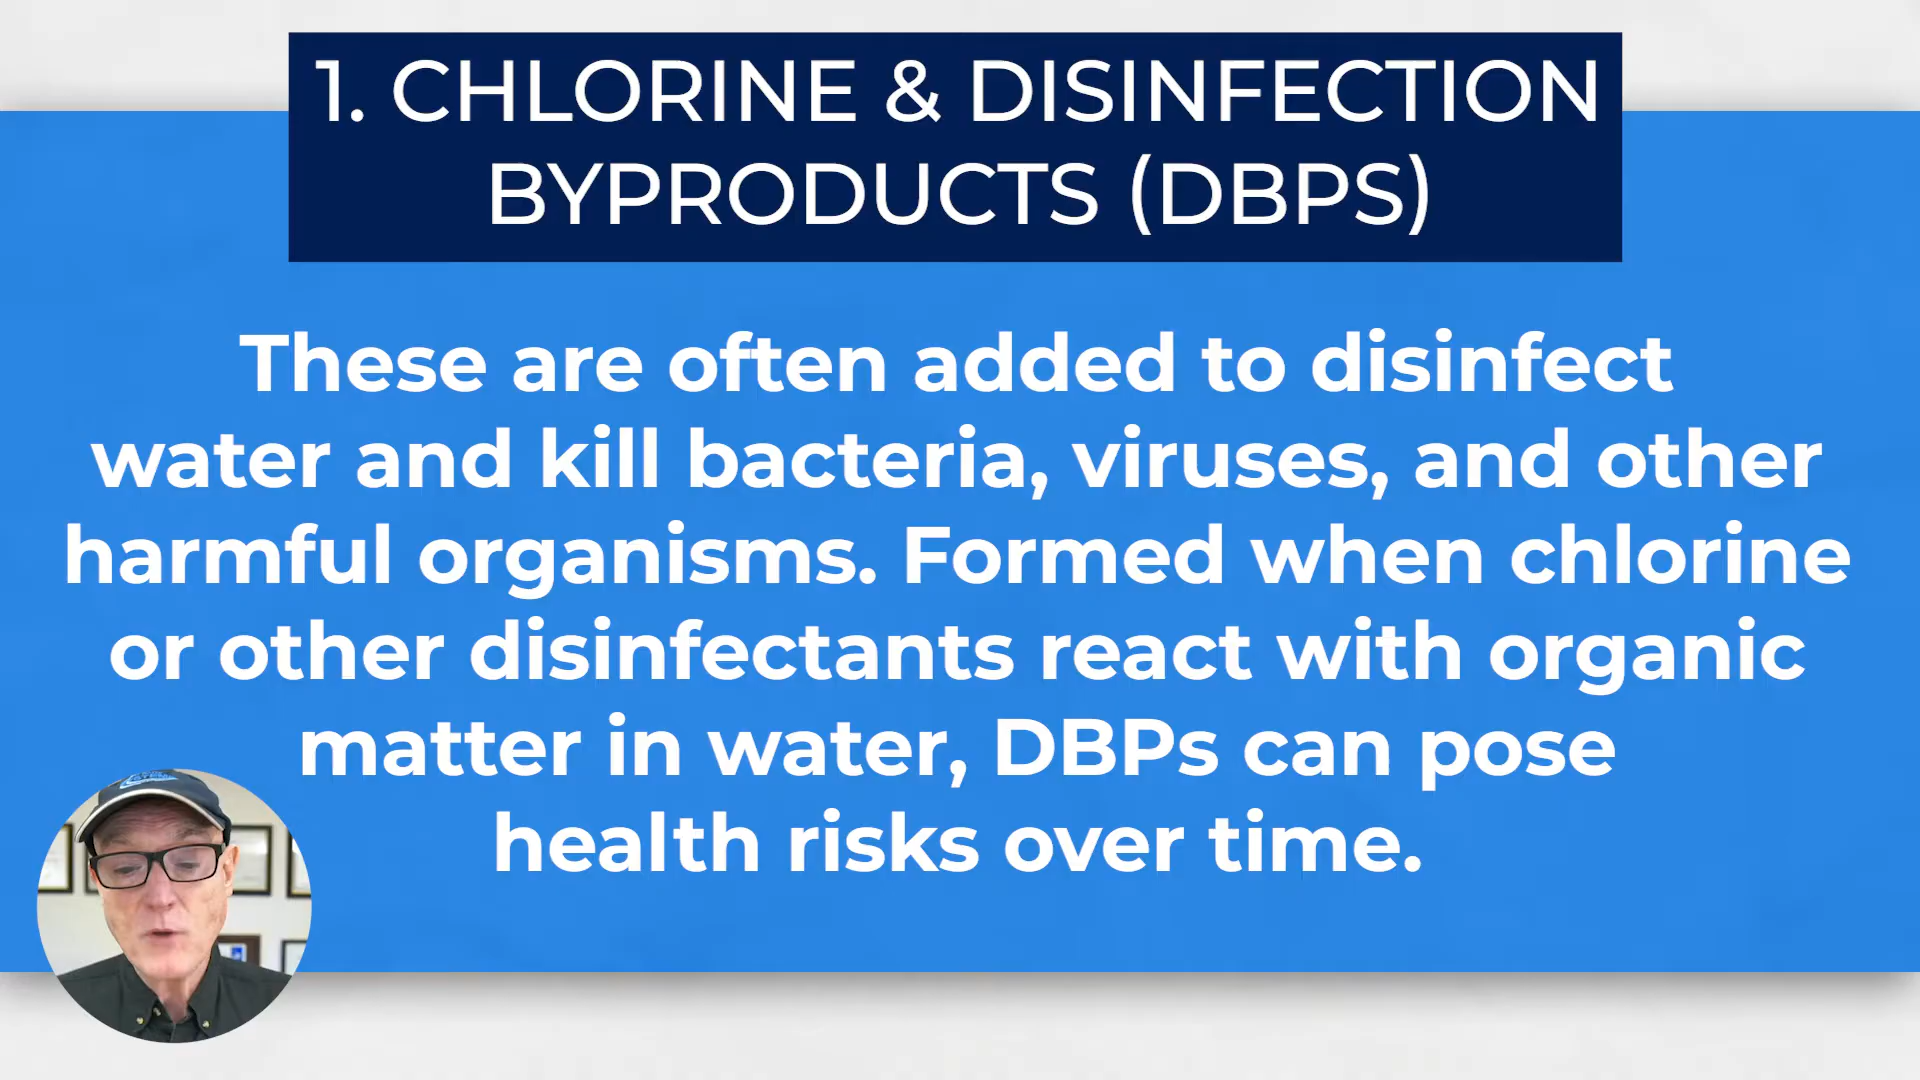 1. CHLORINE & DISINFECTION
BYPRODUCTS (DBPS)
These are often added to disinfect
water and kill bacteria, viruses, and other
harmful organisms. Formed when chlorine
or other disinfectants react with organic
matter in water, DBPs can pose
health risks over time.